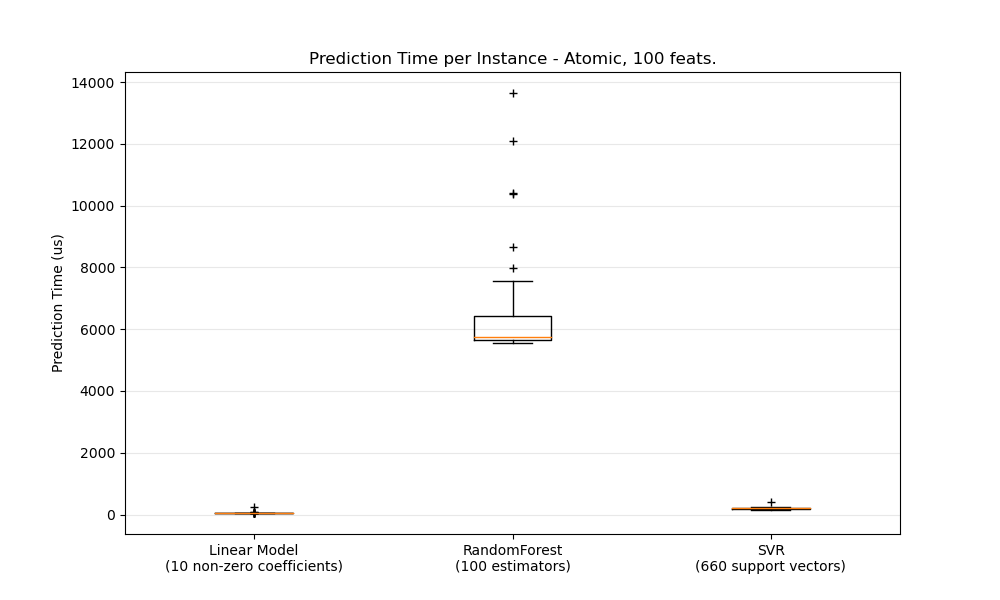 Prediction Time per Instance - Atomic, 100 feats.
Prediction Time (us)
14000
12000
10000
8000
6000
4000
2000
0
Linear Model
(10 non-zero coefficients)
RandomForest
(100 estimators)
SVR
(660 support vectors)